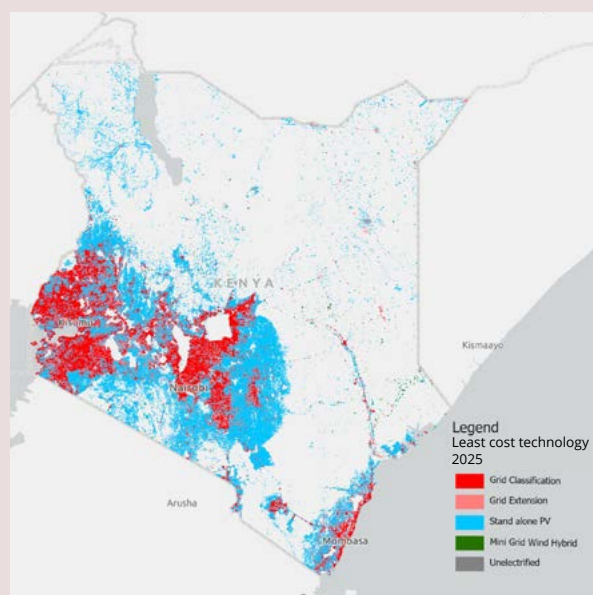 KENYA
Kisumu
Nairobi
Kismaayo
Arusha
Mombasa
Legend
Least cost technology
2025
Grid Classification
Grid Extension
Stand alone PV
Mini Grid Wind Hybrid
Unelectrified